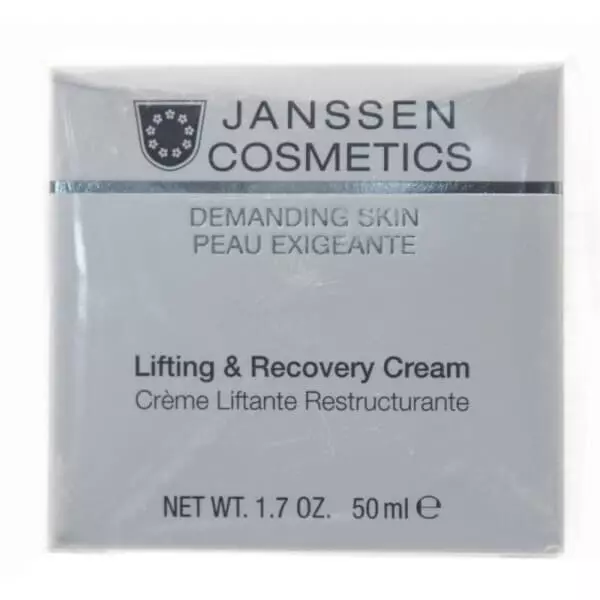 JANSSEN
COSMETICS
DEMANDING SKIN
PEAU EXIGEANTE
Lifting & Recovery Cream
Crème Liftante Restructurante
NET WT. 1.7 OZ. 50 ml ℮